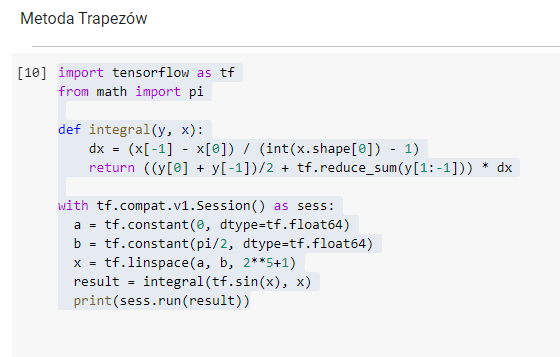 Metoda Trapezów
[10] import tensorflow as tf
from math import pi
def integral(y, x):
    dx = (x[-1] - x[0]) / (int(x.shape[0]) - 1)
    return ((y[0] + y[-1])/2 + tf.reduce_sum(y[1:-1])) * dx
with tf.compat.v1.Session() as sess:
  a = tf.constant(0, dtype=tf.float64)
  b = tf.constant(pi/2, dtype=tf.float64)
  x = tf.linspace(a, b, 2**5+1)
  result = integral(tf.sin(x), x)
  print(sess.run(result))